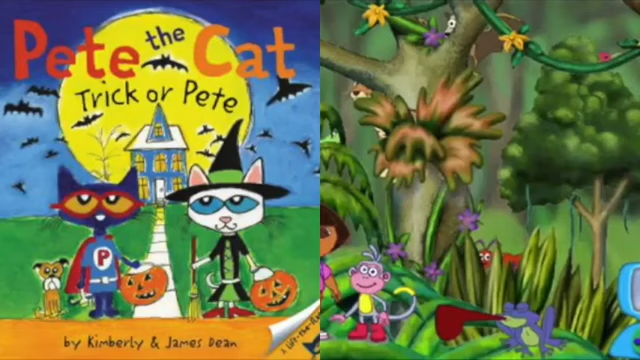 Pete the Cat
Trick or Pete
P
by Kimberly & James Dean